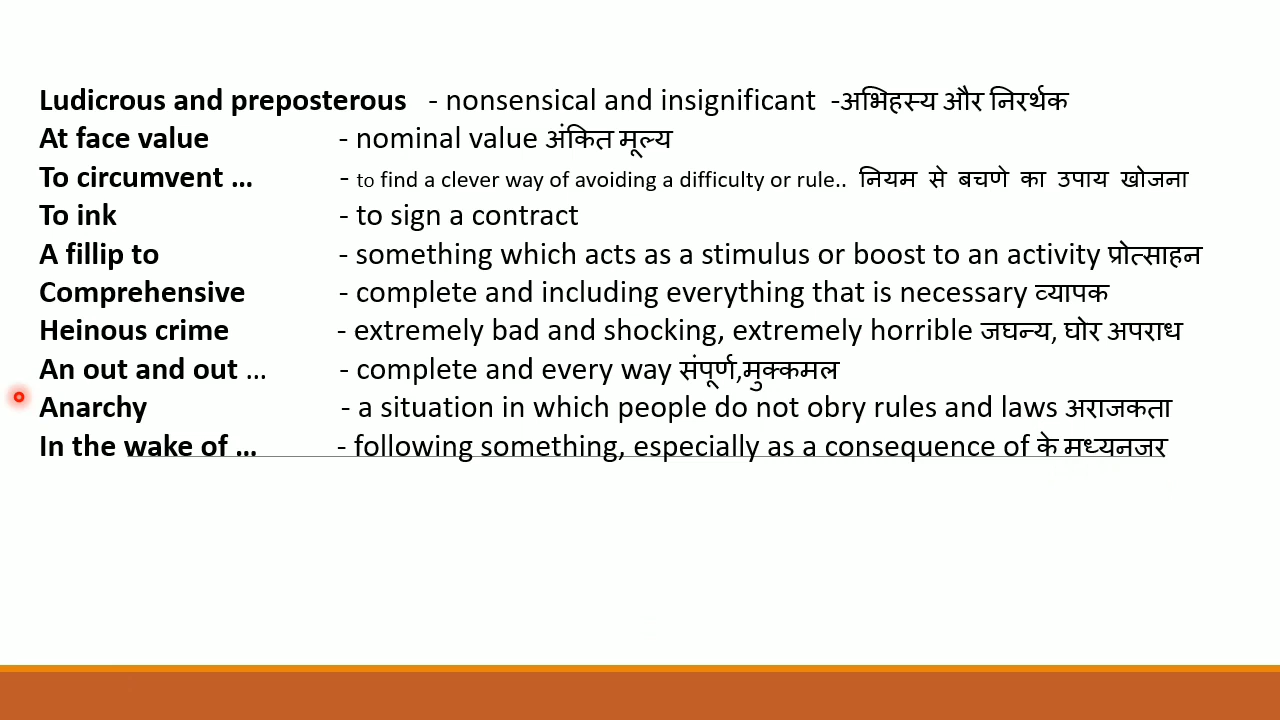 Ludicrous and preposterous - nonsensical and insignificant -अभिहस्य और निरर्थक
At face value - nominal value अंकित मूल्य
To circumvent ... - to find a clever way of avoiding a difficulty or rule.. नियम से बचणे का उपाय खोजना
To ink - to sign a contract
A fillip to - something which acts as a stimulus or boost to an activity प्रोत्साहन
Comprehensive - complete and including everything that is necessary व्यापक
Heinous crime - extremely bad and shocking, extremely horrible जघन्य, घोर अपराध
An out and out ... - complete and every way संपूर्ण,मुक्कमल
Anarchy - a situation in which people do not obry rules and laws अराजकता
In the wake of ... - following something, especially as a consequence of के मध्यनजर